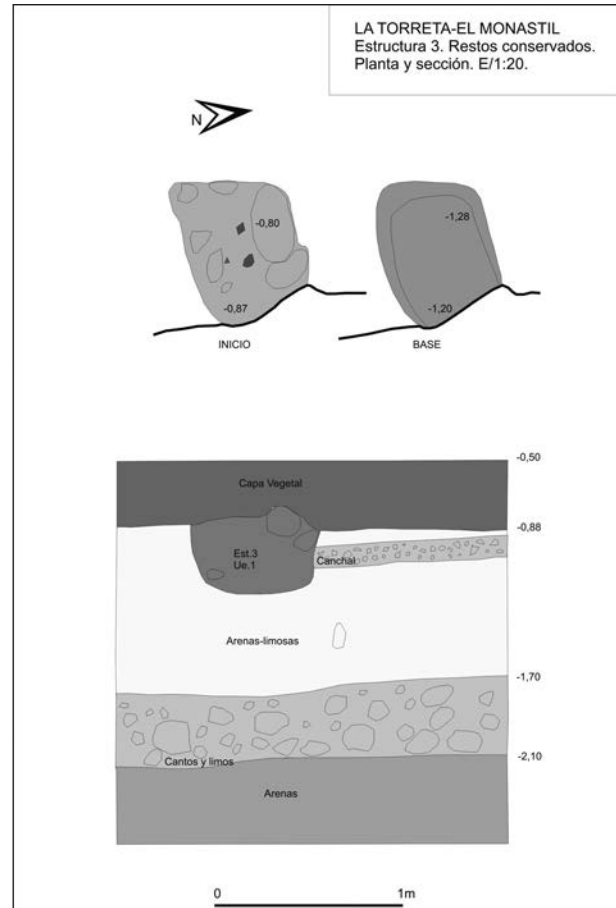 LA TORRETA-EL MONASTIL
Estructura 3. Restos conservados.
Planta y sección. E/1:20.
N
-0,80
-0,87
INICIO
-1,28
-1,20
BASE
-0,50
Capa Vegetal
-0,88
Est.3
Ue.1
Canchal
Arenas-limosas
-1,70
Cantos y limos
-2,10
Arenas
0 1m